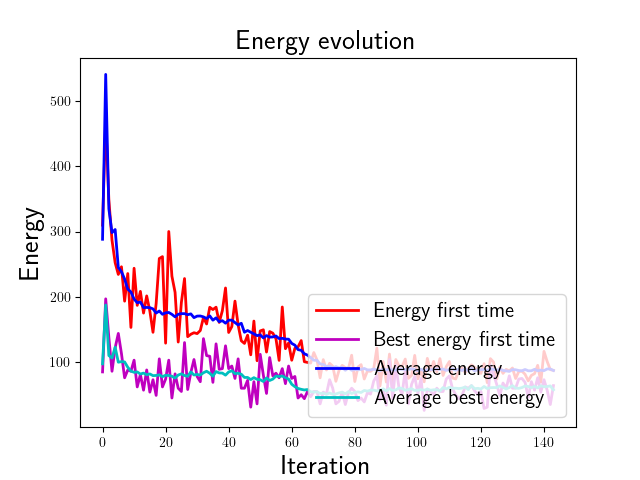 Energy evolution
Energy
500
400
300
200
100
0
20
40
60
80
100
120
140
Iteration
Energy first time
Best energy first time
Average energy
Average best energy